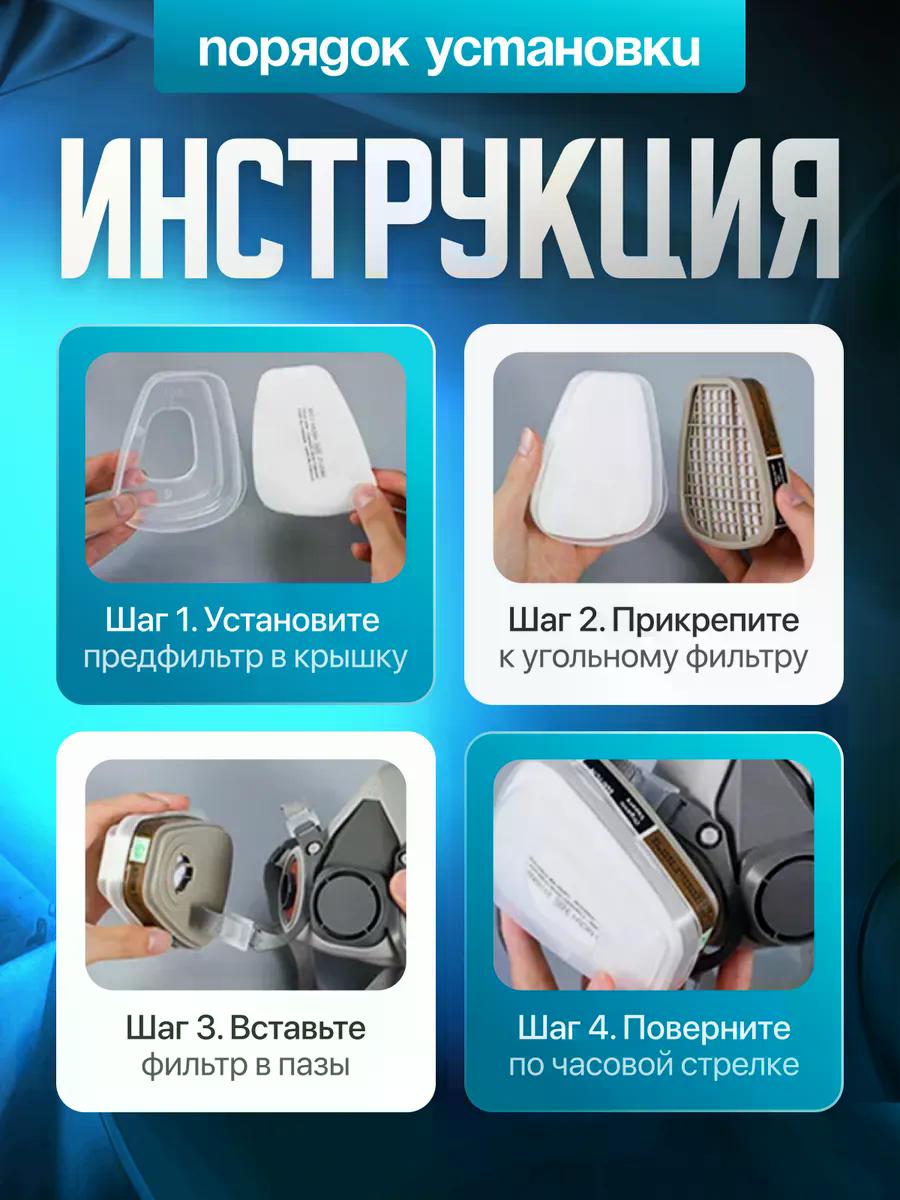 порядок установки
ИНСТРУКЦИЯ
Шаг 1. Установите
предфильтр в крышку
Шаг 2. Прикрепите
к угольному фильтру
Шаг 3. Вставьте
фильтр в пазы
Шаг 4. Поверните
по часовой стрелке